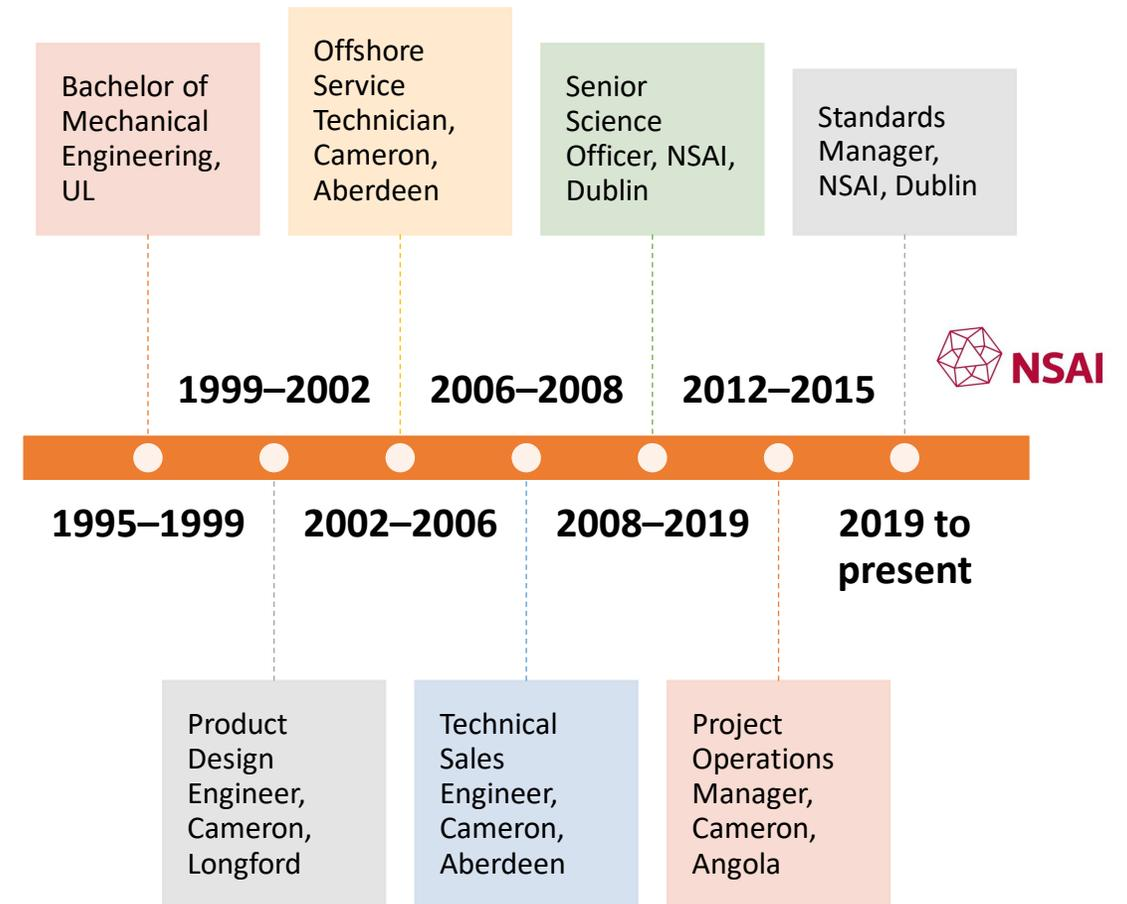 Bachelor of
Mechanical
Engineering,
UL
Offshore
Service
Technician,
Cameron,
Aberdeen
Senior
Science
Officer, NSAI,
Dublin
Standards
Manager,
NSAI, Dublin
NSAI
1999–2002
2006–2008
2012–2015
1995–1999
2002–2006
2008–2019
2019 to
present
Product
Design
Engineer,
Cameron,
Longford
Technical
Sales
Engineer,
Cameron,
Aberdeen
Project
Operations
Manager,
Cameron,
Angola